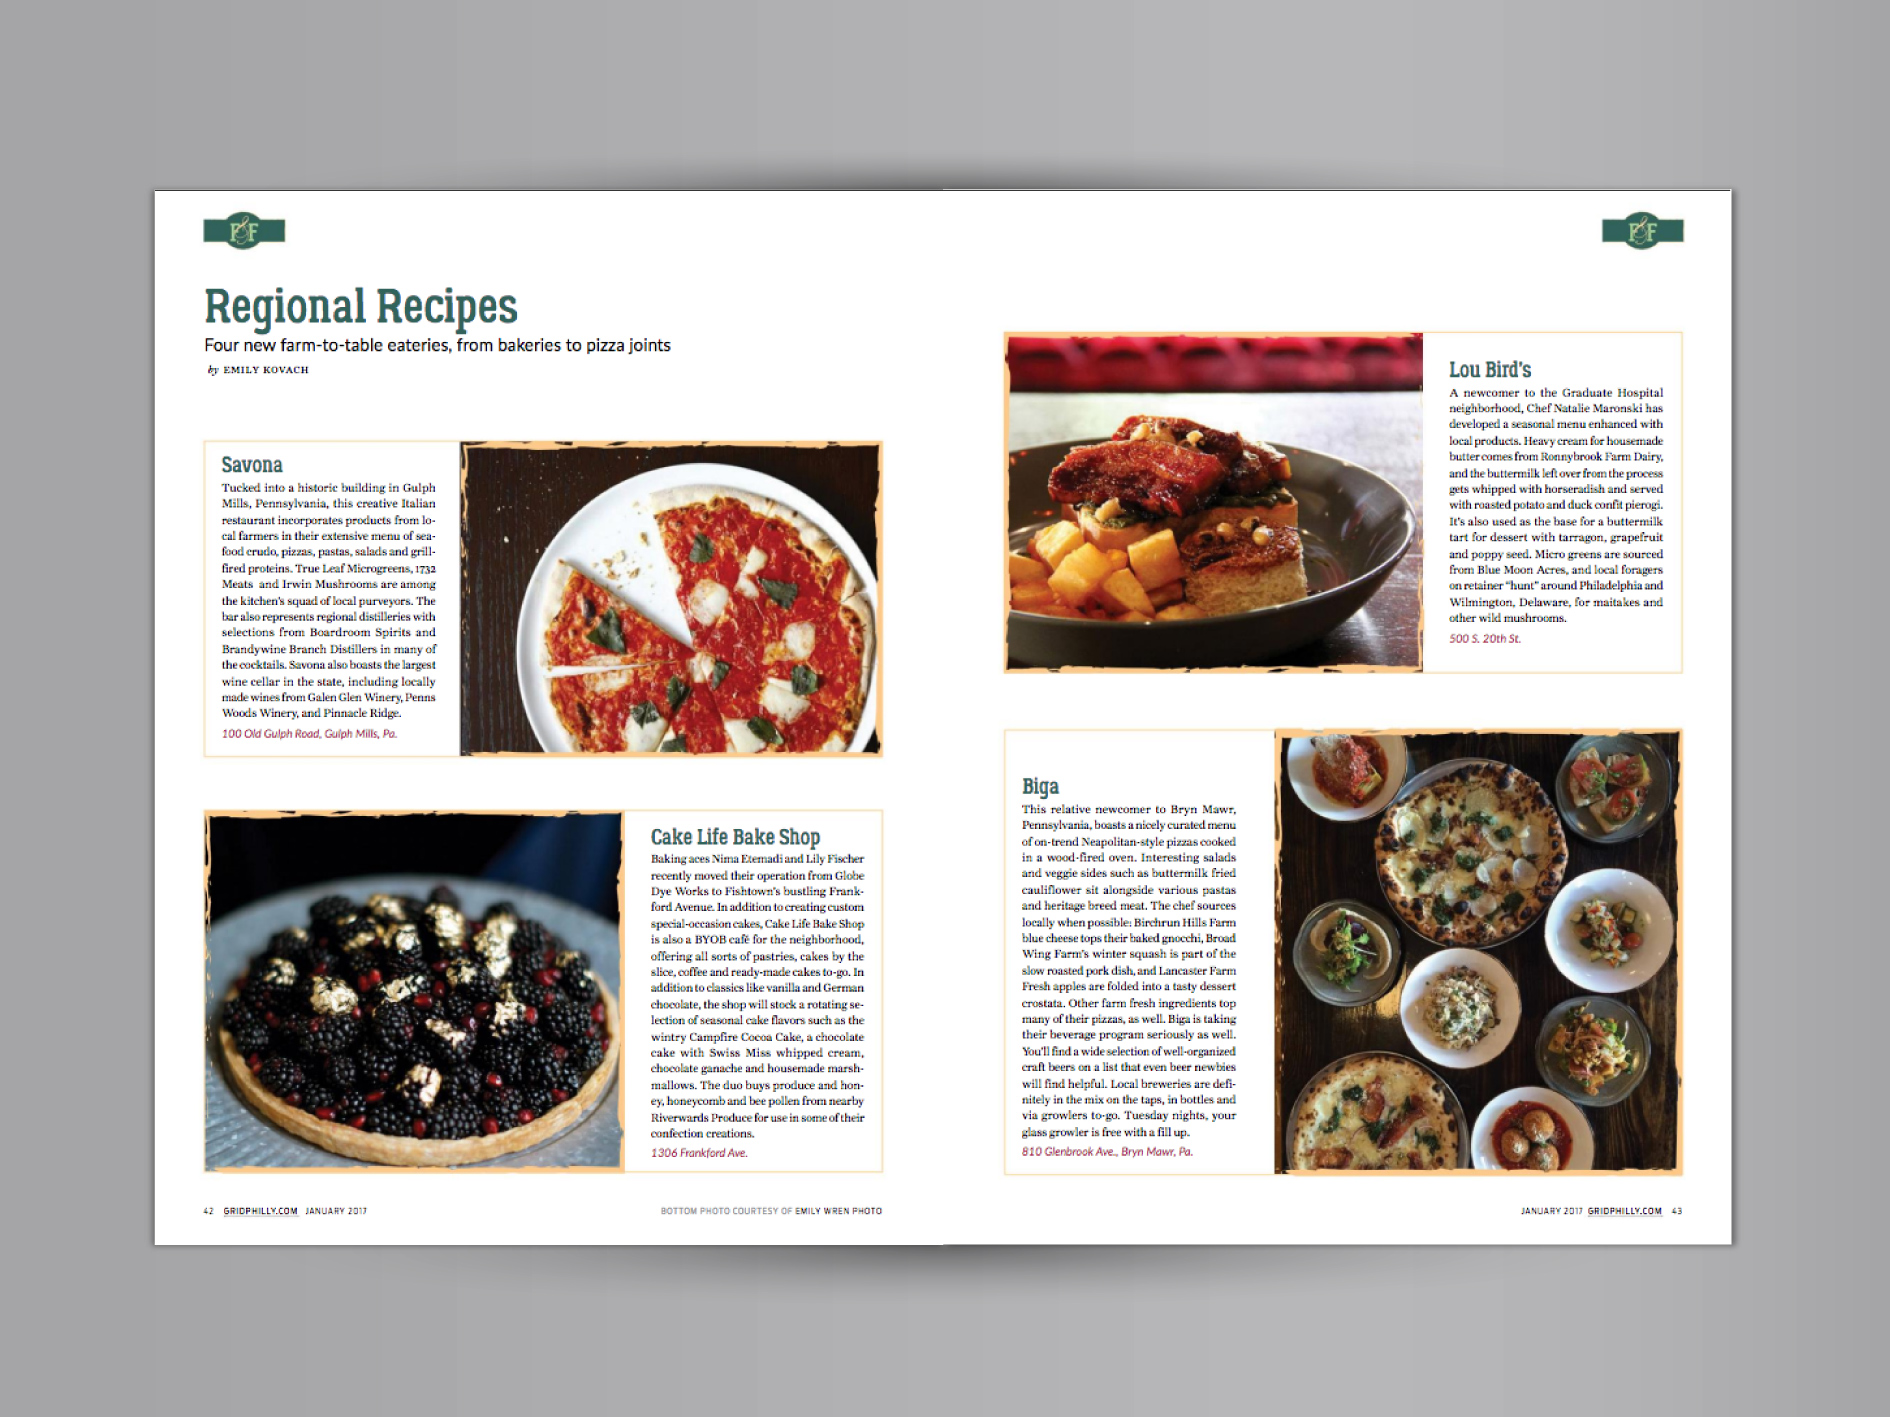 F&F
F&F
Regional Recipes
Four new farm-to-table eateries, from bakeries to pizza joints
by EMILY KOVACH
Savona
Tucked into a historic building in Gulph
Mills, Pennsylvania, this creative Italian
restaurant incorporates products from lo-
cal farmers in their extensive menu of sea-
food crudo, pizzas, pastas, salads and grill-
fired proteins. True Leaf Microgreens, 1732
Meats and Irwin Mushrooms are among
the kitchen's squad of local purveyors. The
bar also represents regional distilleries with
selections from Boardroom Spirits and
Brandywine Branch Distillers in many of
the cocktails. Savona also boasts the largest
wine cellar in the state, including locally
made wines from Galen Glen Winery, Penns
Woods Winery, and Pinnacle Ridge.
100 Old Gulph Road, Gulph Mills, Pa.
Cake Life Bake Shop
Baking aces Nima Etemadi and Lily Fischer
recently moved their operation from Globe
Dye Works to Fishtown's bustling Frank-
ford Avenue. In addition to creating custom
special-occasion cakes, Cake Life Bake Shop
is also a BYOB café for the neighborhood,
offering all sorts of pastries, cakes by the
slice, coffee and ready-made cakes to-go. In
addition to classics like vanilla and German
chocolate, the shop will stock a rotating se-
lection of seasonal cake flavors such as the
wintry Campfire Cocoa Cake, a chocolate
cake with Swiss Miss whipped cream,
chocolate ganache and housemade marsh-
mallows. The duo buys produce and hon-
ey, honeycomb and bee pollen from nearby
Riverwards Produce for use in some of their
confection creations.
1306 Frankford Ave.
42 GRIDPHILLY.COM JANUARY 2017
BOTTOM PHOTO COURTESY OF EMILY WREN PHOTO
Lou Bird's
A newcomer to the Graduate Hospital
neighborhood, Chef Natalie Maronski has
developed a seasonal menu enhanced with
local products. Heavy cream for housemade
butter comes from Ronnybrook Farm Dairy,
and the buttermilk left over from the process
gets whipped with horseradish and served
with roasted potato and duck confit pierogi.
It's also used as the base for a buttermilk
tart for dessert with tarragon, grapefruit
and poppy seed. Micro greens are sourced
from Blue Moon Acres, and local foragers
on retainer "hunt" around Philadelphia and
Wilmington, Delaware, for maitakes and
other wild mushrooms.
500 S. 20th St.
Biga
This relative newcomer to Bryn Mawr,
Pennsylvania, boasts a nicely curated menu
of on-trend Neapolitan-style pizzas cooked
in a wood-fired oven. Interesting salads
and veggie sides such as buttermilk fried
cauliflower sit alongside various pastas
and heritage breed meat. The chef sources
locally when possible: Birchrun Hills Farm
blue cheese tops their baked gnocchi, Broad
Wing Farm's winter squash is part of the
slow roasted pork dish, and Lancaster Farm
Fresh apples are folded into a tasty dessert
crostata. Other farm fresh ingredients top
many of their pizzas, as well. Biga is taking
their beverage program seriously as well.
You'll find a wide selection of well-organized
craft beers on a list that even beer newbies
will find helpful. Local breweries are defi-
nitely in the mix on the taps, in bottles and
via growlers to-go. Tuesday nights, your
glass growler is free with a fill up.
810 Glenbrook Ave., Bryn Mawr, Pa.
JANUARY 2017 GRIDPHILLY.COM 43